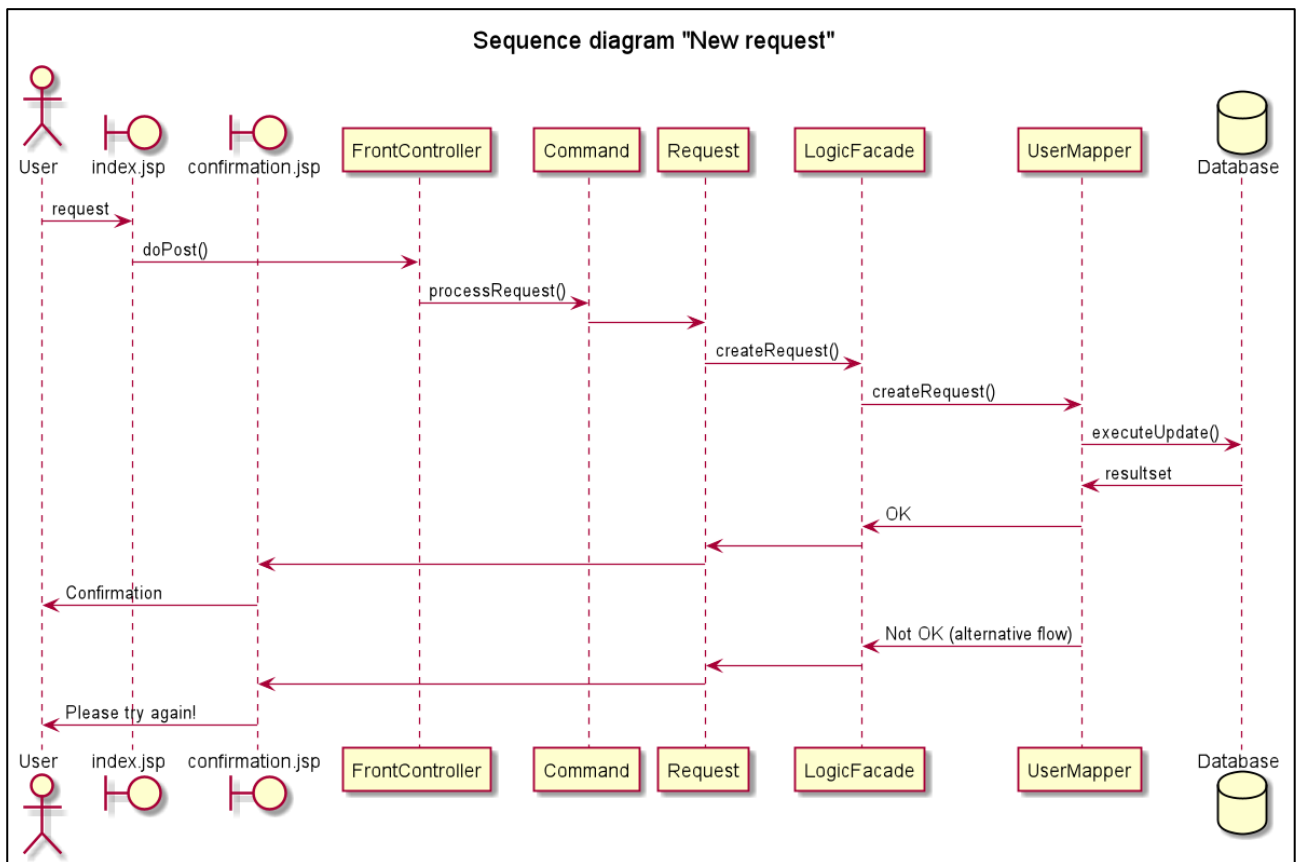 Sequence diagram "New request"
User
index.jsp
confirmation.jsp
FrontController
Command
Request
LogicFacade
UserMapper
Database
request
doPost()
processRequest()
createRequest()
createRequest()
executeUpdate()
resultset
OK
Confirmation
Not OK (alternative flow)
Please try again!
User
index.jsp
confirmation.jsp
FrontController
Command
Request
LogicFacade
UserMapper
Database